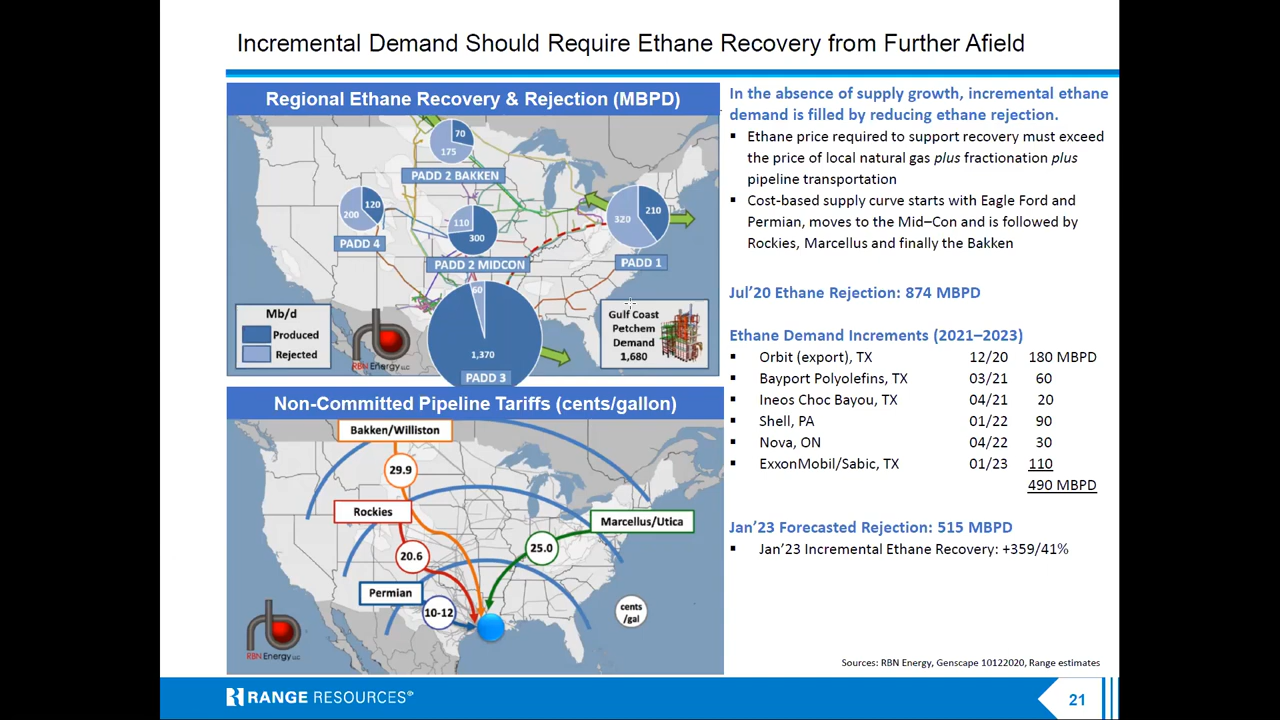 Incremental Demand Should Require Ethane Recovery from Further Afield
Regional Ethane Recovery & Rejection (MBPD)
70
175
PADD 2 BAKKEN
120
200
PADD 4
110
300
PADD 2 MIDCON
210
320
PADD 1
60
1,370
PADD 3
Mb/d
Produced
Rejected
RBN Energy LLC
Gulf Coast
Petchem
Demand
1,680
Non-Committed Pipeline Tariffs (cents/gallon)
Bakken/Williston
29.9
Rockies
Marcellus/Utica
20.6
25.0
Permian
10-12
cents
/gal
RBN Energy LLC
In the absence of supply growth, incremental ethane
demand is filled by reducing ethane rejection.
▪ Ethane price required to support recovery must exceed
the price of local natural gas plus fractionation plus
pipeline transportation
▪ Cost-based supply curve starts with Eagle Ford and
Permian, moves to the Mid–Con and is followed by
Rockies, Marcellus and finally the Bakken
Jul’20 Ethane Rejection: 874 MBPD
Ethane Demand Increments (2021–2023)
▪ Orbit (export), TX 12/20 180 MBPD
▪ Bayport Polyolefins, TX 03/21 60
▪ Ineos Choc Bayou, TX 04/21 20
▪ Shell, PA 01/22 90
▪ Nova, ON 04/22 30
▪ ExxonMobil/Sabic, TX 01/23 110
490 MBPD
Jan’23 Forecasted Rejection: 515 MBPD
▪ Jan’23 Incremental Ethane Recovery: +359/41%
Sources: RBN Energy, Genscape 10122020, Range estimates
RANGE RESOURCES®
21